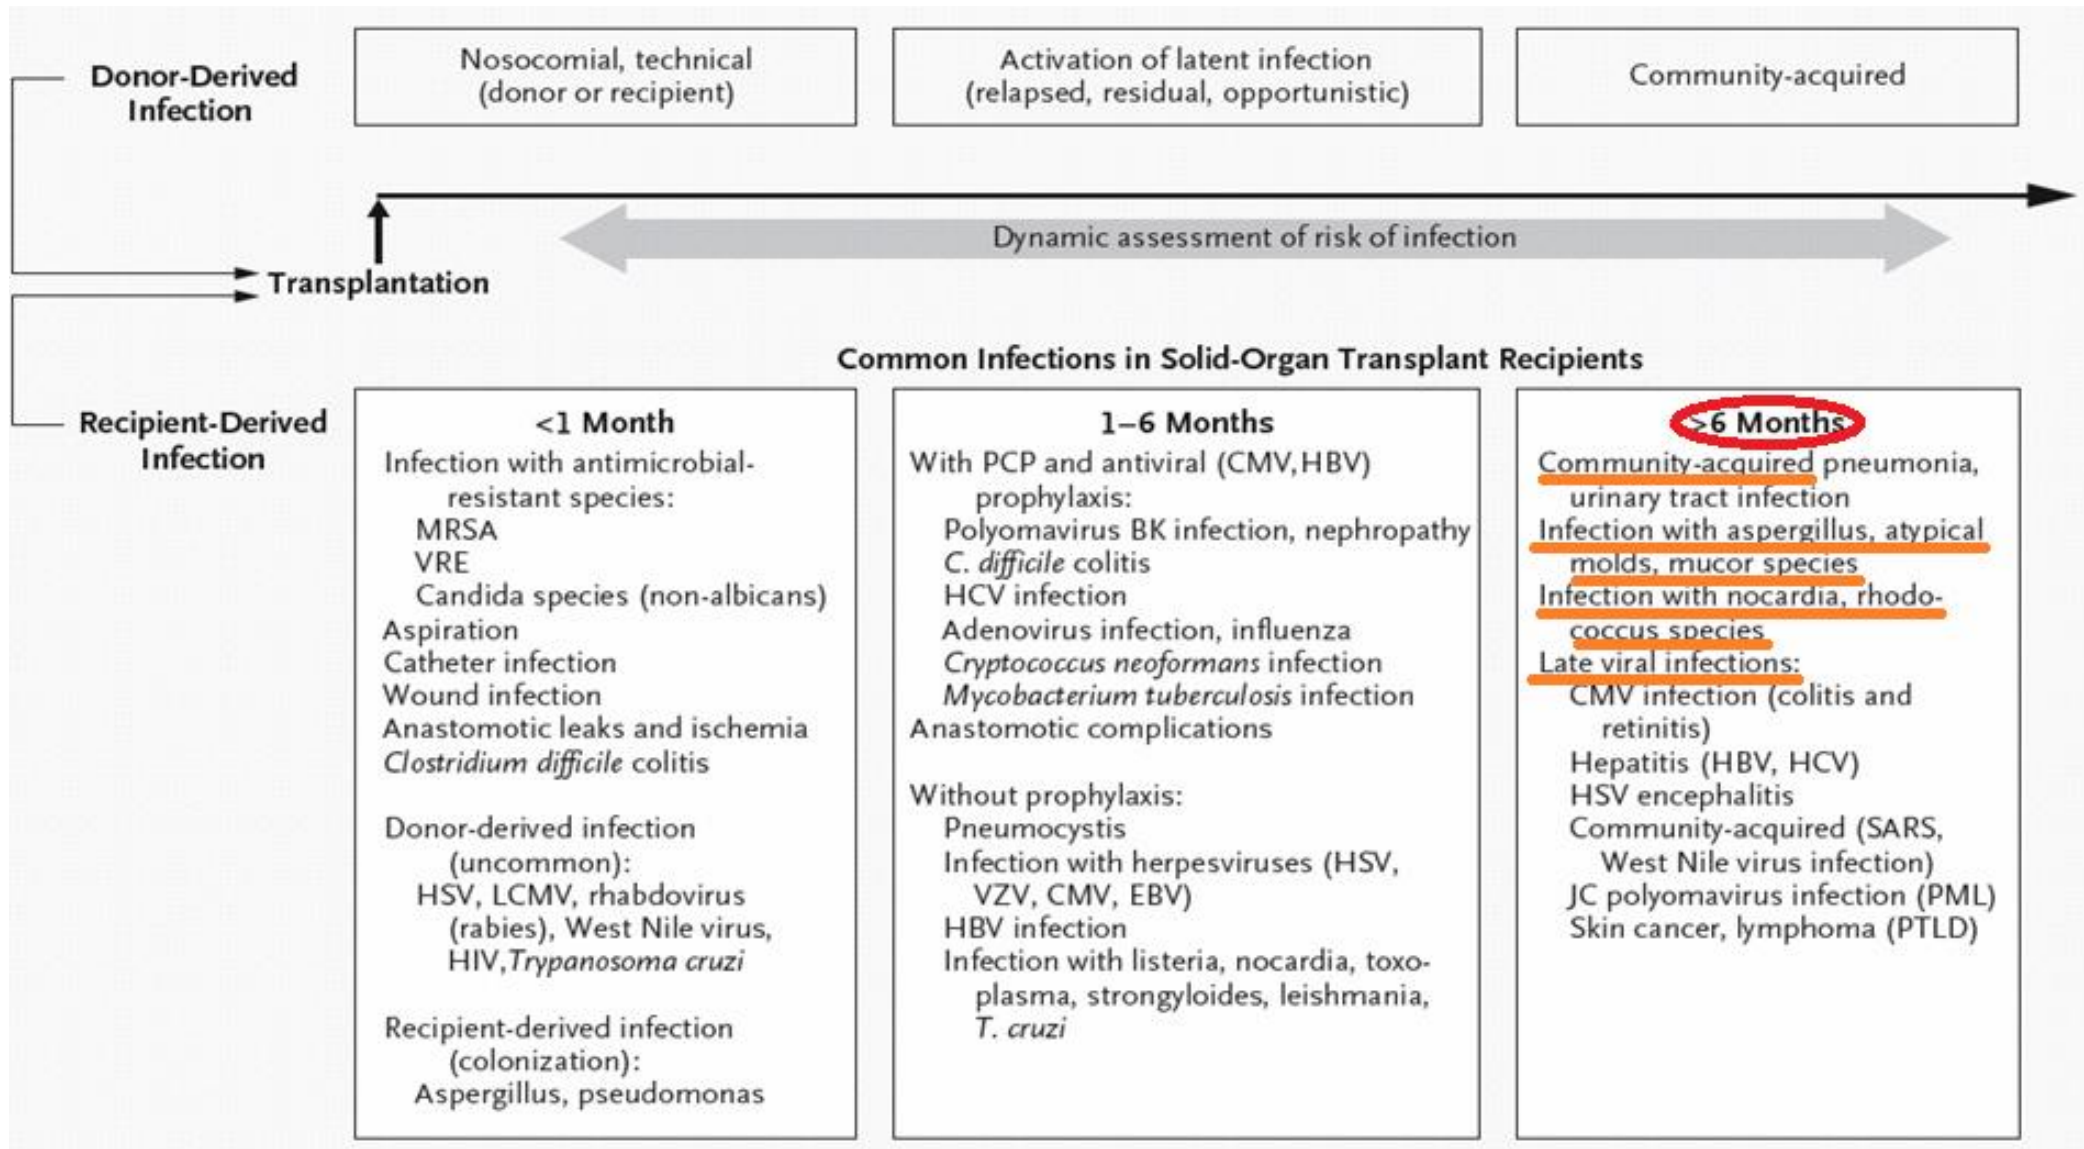 Donor-Derived
Infection
Nosocomial, technical
(donor or recipient)
Activation of latent infection
(relapsed, residual, opportunistic)
Community-acquired
Dynamic assessment of risk of infection
Transplantation
Common Infections in Solid-Organ Transplant Recipients
Recipient-Derived
Infection
<1 Month
Infection with antimicrobial-
resistant species:
MRSA
VRE
Candida species (non-albicans)
Aspiration
Catheter infection
Wound infection
Anastomotic leaks and ischemia
Clostridium difficile colitis
Donor-derived infection
(uncommon):
HSV, LCMV, rhabdovirus
(rabies), West Nile virus,
HIV, Trypanosoma cruzi
Recipient-derived infection
(colonization):
Aspergillus, pseudomonas
1–6 Months
With PCP and antiviral (CMV, HBV)
prophylaxis:
Polyomavirus BK infection, nephropathy
C. difficile colitis
HCV infection
Adenovirus infection, influenza
Cryptococcus neoformans infection
Mycobacterium tuberculosis infection
Anastomotic complications
Without prophylaxis:
Pneumocystis
Infection with herpesviruses (HSV,
VZV, CMV, EBV)
HBV infection
Infection with listeria, nocardia, toxo-
plasma, strongyloides, leishmania,
T. cruzi
>6 Months
Community-acquired pneumonia,
urinary tract infection
Infection with aspergillus, atypical
molds, mucor species
Infection with nocardia, rhodo-
coccus species
Late viral infections:
CMV infection (colitis and
retinitis)
Hepatitis (HBV, HCV)
HSV encephalitis
Community-acquired (SARS,
West Nile virus infection)
JC polyomavirus infection (PML)
Skin cancer, lymphoma (PTLD)